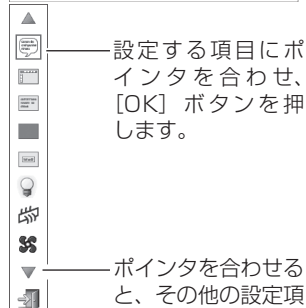 設定する項目にポ
インタを合わせ、
［OK］ボタンを押
します。
ポインタを合わせる
と、その他の設定項